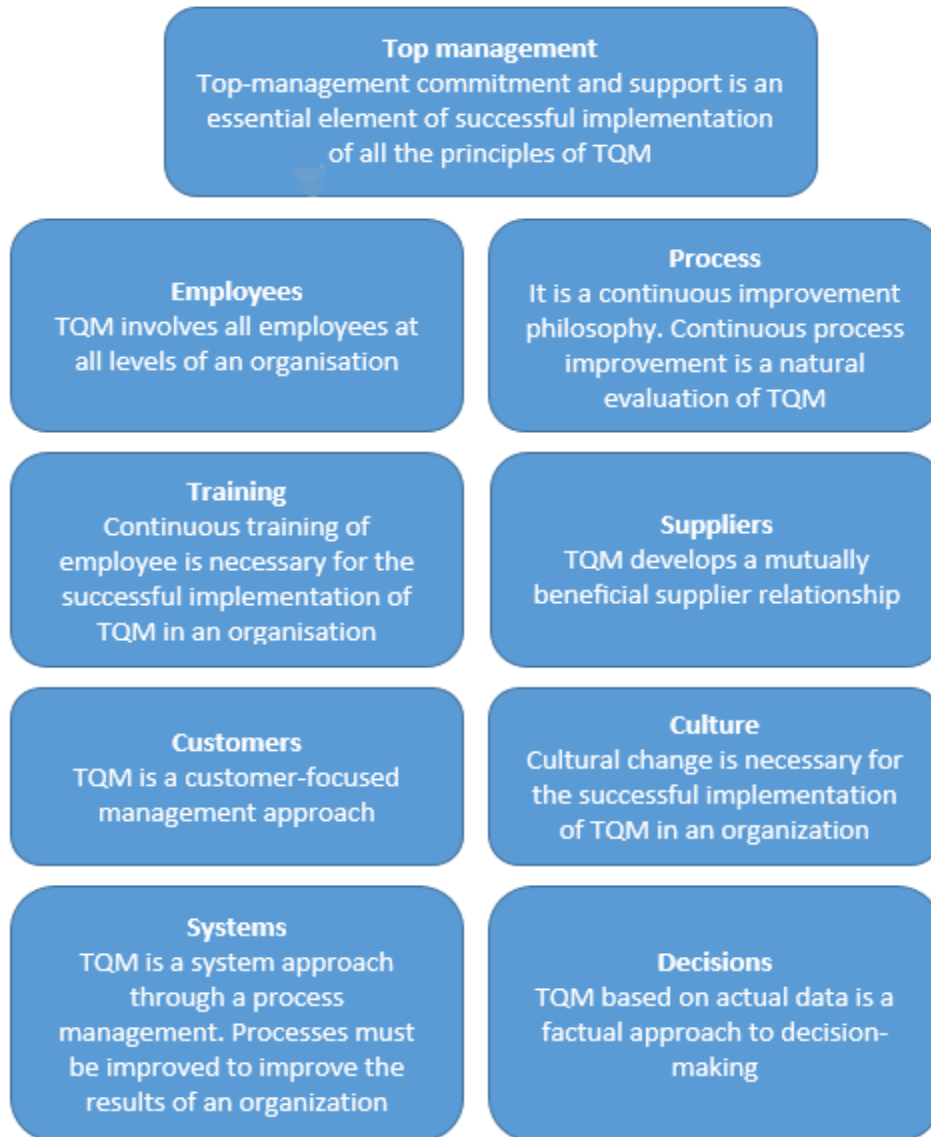 Top management
Top-management commitment and support is an
essential element of successful implementation
of all the principles of TQM
Employees
TQM involves all employees at
all levels of an organisation
Process
It is a continuous improvement
philosophy. Continuous process
improvement is a natural
evaluation of TQM
Training
Continuous training of
employee is necessary for the
successful implementation of
TQM in an organisation
Suppliers
TQM develops a mutually
beneficial supplier relationship
Customers
TQM is a customer-focused
management approach
Culture
Cultural change is necessary for
the successful implementation
of TQM in an organization
Systems
TQM is a system approach
through a process
management. Processes must
be improved to improve the
results of an organization
Decisions
TQM based on actual data is a
factual approach to decision-
making